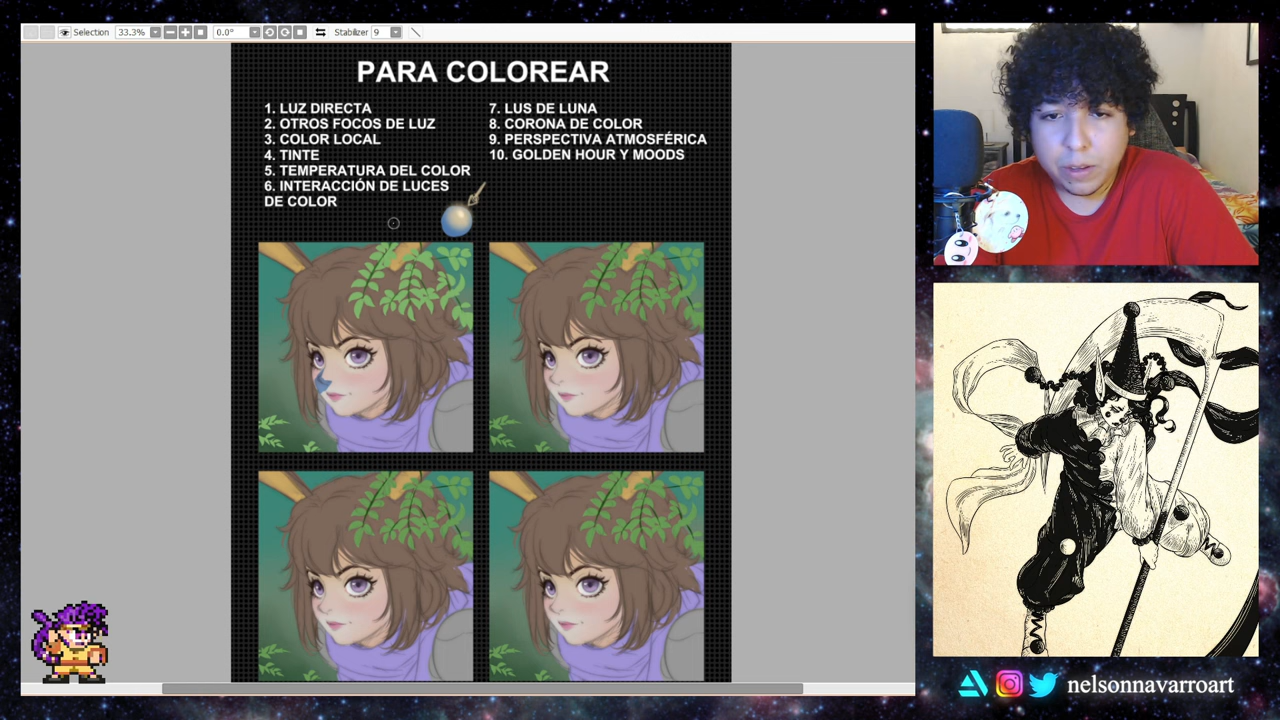 Selection 33.3% 0.0° Stabilizer 9
PARA COLOREAR
1. LUZ DIRECTA
2. OTROS FOCOS DE LUZ
3. COLOR LOCAL
4. TINTE
5. TEMPERATURA DEL COLOR
6. INTERACCIÓN DE LUCES
DE COLOR
7. LUS DE LUNA
8. CORONA DE COLOR
9. PERSPECTIVA ATMOSFÉRICA
10. GOLDEN HOUR Y MOODS
nelsonnavarroart